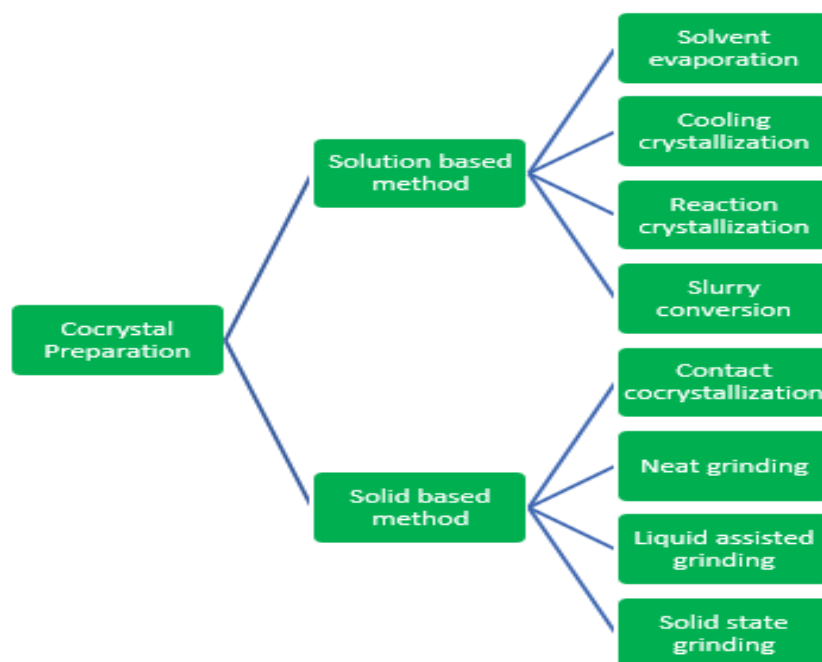 Cocrystal
Preparation
Solution based
method
Solvent
evaporation
Cooling
crystallization
Reaction
crystallization
Slurry
conversion
Solid based
method
Contact
cocrystallization
Neat grinding
Liquid assisted
grinding
Solid state
grinding